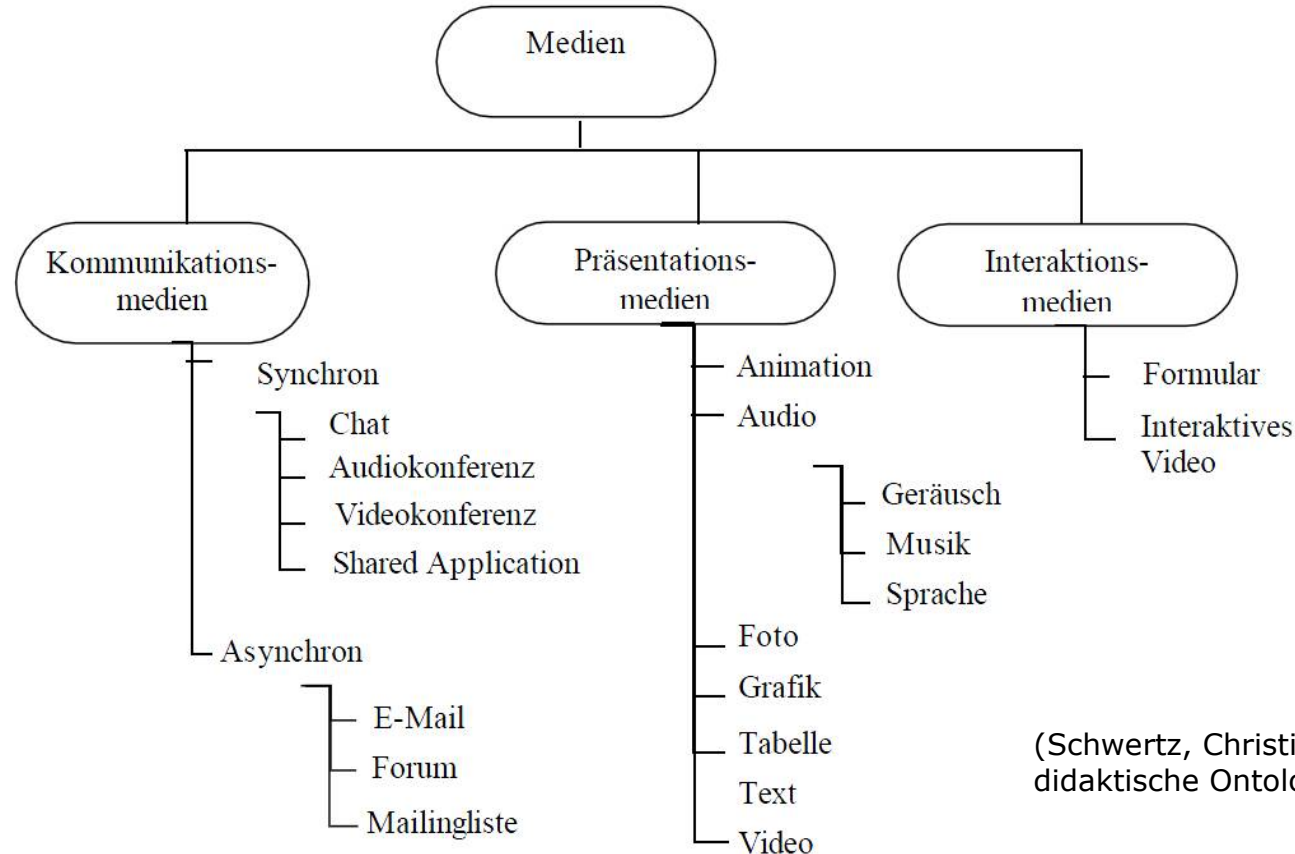 Medien
Kommunikations-
medien
Synchron
Chat
Audiokonferenz
Videokonferenz
Shared Application
Asynchron
E-Mail
Forum
Mailingliste
Präsentations-
medien
Animation
Audio
Geräusch
Musik
Sprache
Foto
Grafik
Tabelle
Text
Video
Interaktions-
medien
Formular
Interaktives
Video
(Schwertz, Christi
didaktische Ontolo